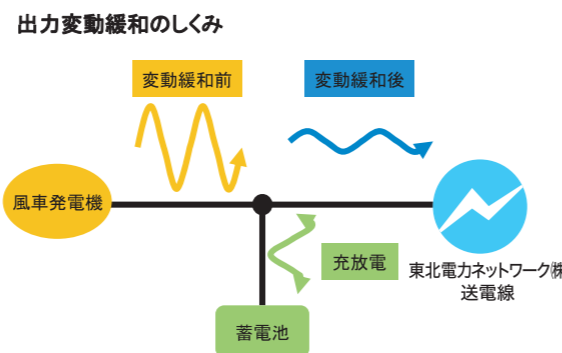 出力変動緩和のしくみ
変動緩和前
変動緩和後
風車発電機
充放電
東北電力ネットワーク㈱
送電線
蓄電池